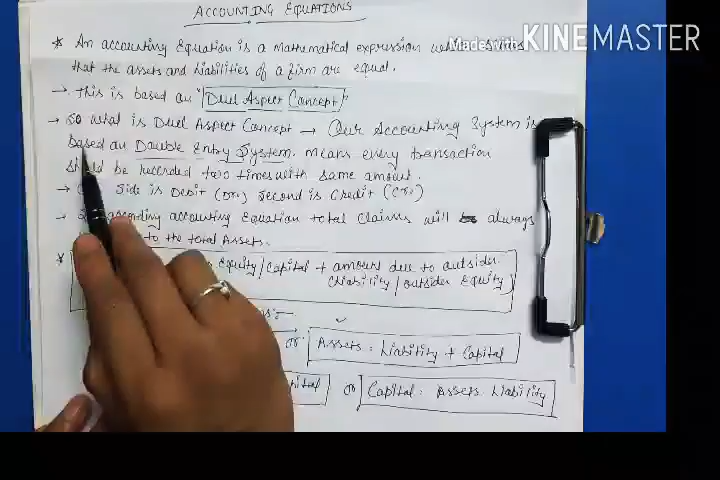 ACCOUNTING EQUATIONS
* An accounting Equation is a Mathematical expression which
that the assets and liabilities of a firm are equal.
→ This is based on "Duel Aspect Concept"
→ So what is Duel Aspect Concept → Our Accounting System is
based on Double Entry System. means every transaction
should be recorded two times with same amount.
→ Side is Debit (Dr.) Second is Credit (Cr.)
→ accounting Equation total Claims will always
to the total Assets.
* Equity/Capital + amount due to outsider
Liability/outsider Equity)
or Assets = Liability + Capital
or Capital = Assets - Liability
Made with KINEMASTER